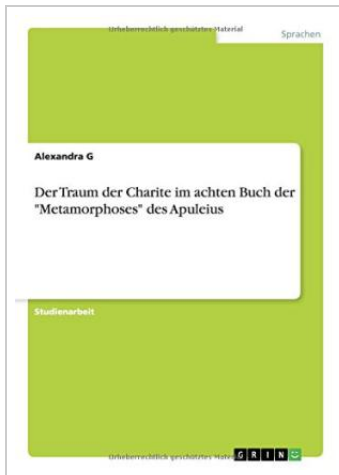 Urheberrechtlich geschütztes Material
Sprachen
Alexandra G
Der Traum der Charite im achten Buch der
"Metamorphoses" des Apuleius
Studienarbeit
Urheberrechtlich geschütztes Mater
GRIN